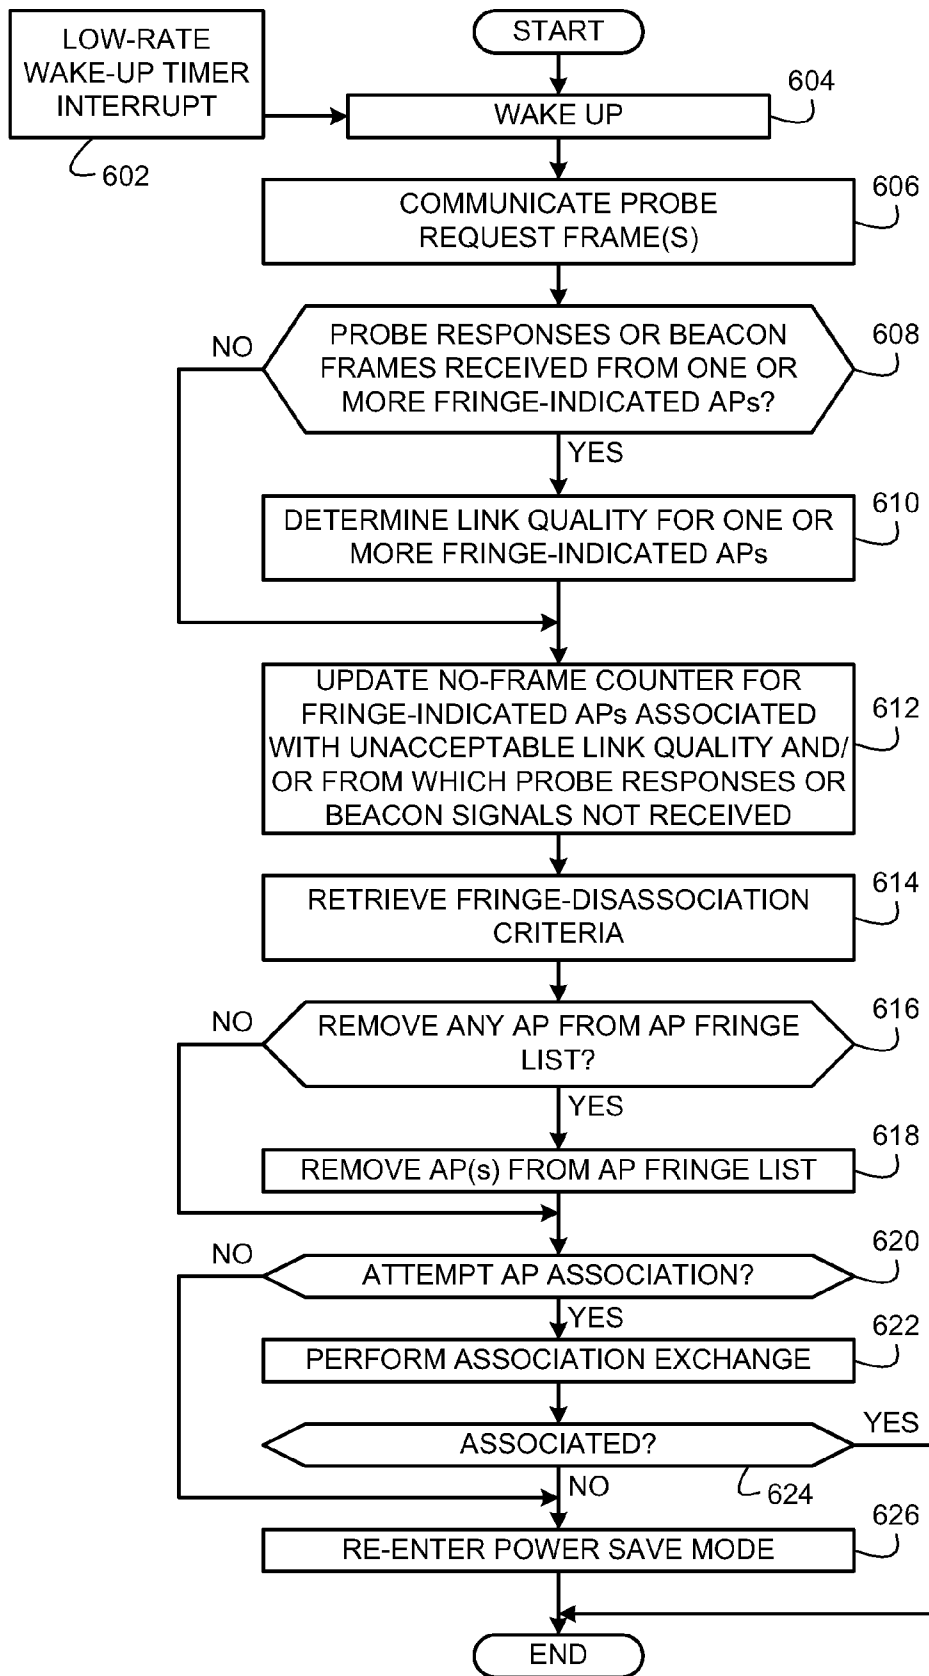 LOW-RATE
WAKE-UP TIMER
INTERRUPT
602
START
WAKE UP
604
COMMUNICATE PROBE
REQUEST FRAME(S)
606
PROBE RESPONSES OR BEACON
FRAMES RECEIVED FROM ONE OR
MORE FRINGE-INDICATED APs?
608
NO
YES
DETERMINE LINK QUALITY FOR ONE OR
MORE FRINGE-INDICATED APs
610
UPDATE NO-FRAME COUNTER FOR
FRINGE-INDICATED APs ASSOCIATED
WITH UNACCEPTABLE LINK QUALITY AND/
OR FROM WHICH PROBE RESPONSES OR
BEACON SIGNALS NOT RECEIVED
612
RETRIEVE FRINGE-DISASSOCIATION
CRITERIA
614
NO
REMOVE ANY AP FROM AP FRINGE
LIST?
616
YES
REMOVE AP(s) FROM AP FRINGE LIST
618
NO
ATTEMPT AP ASSOCIATION?
620
YES
PERFORM ASSOCIATION EXCHANGE
622
ASSOCIATED?
YES
624
NO
RE-ENTER POWER SAVE MODE
626
END